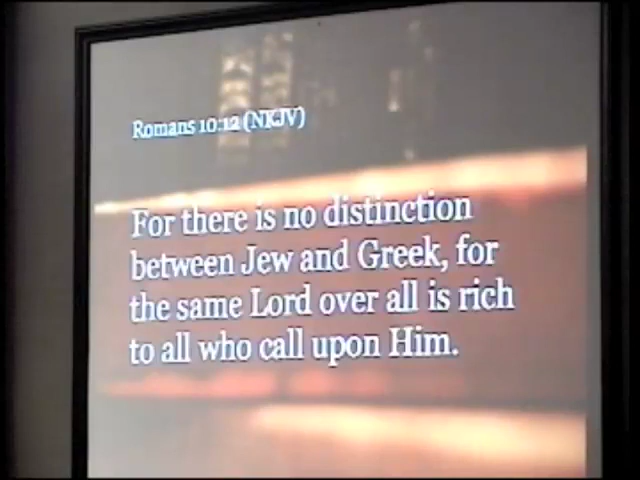 Romans 10:12 (NKJV)
For there is no distinction
between Jew and Greek, for
the same Lord over all is rich
to all who call upon Him.